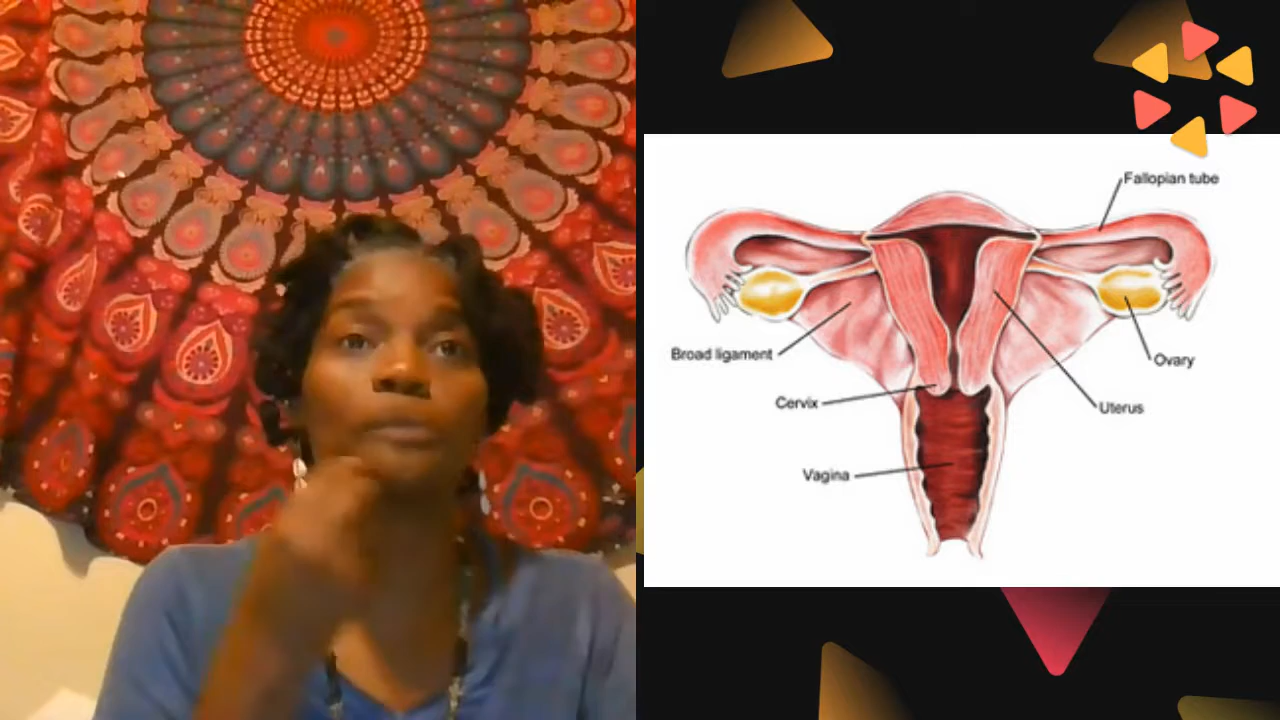 Fallopian tube
Broad ligament
Ovary
Cervix
Uterus
Vagina